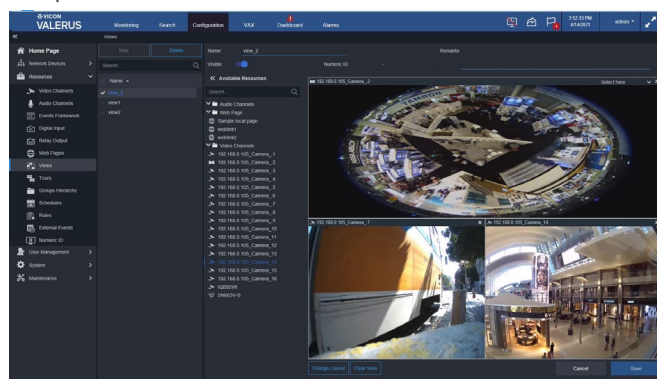 VICON
VALERUS
Monitoring
Search
Configuration
VAX
Dashboard
Alarms
2:52:33 PM
4/14/2021
admin
Home Page
Network Devices
Resources
Video Channels
Audio Channels
Events Framework
Digital Input
Relay Output
Web Pages
Views
Tours
Groups Hierarchy
Schedules
Rules
External Events
Numeric ID
User Management
System
Maintenance
Views
New
Delete
Search...
Name
view_2
view1
view2
Name
view_2
Remarks
Visible
Numeric ID
-
Available Resources
Search...
Audio Channels
Web Page
Sample local page
weblink1
weblink2
Video Channels
192.168.0.105_Camera_1
192.168.0.105_Camera_2
192.168.0.105_Camera_3
192.168.0.105_Camera_4
192.168.0.105_Camera_5
192.168.0.105_Camera_6
192.168.0.105_Camera_7
192.168.0.105_Camera_8
192.168.0.105_Camera_9
192.168.0.105_Camera_10
192.168.0.105_Camera_11
192.168.0.105_Camera_12
192.168.0.105_Camera_13
192.168.0.105_Camera_14
192.168.0.105_Camera_15
192.168.0.105_Camera_16
IQD92WI
SN663V-B
192.168.0.105_Camera_2
Select here
TAMRON
192.168.0.105_Camera_7
192.168.0.105_Camera_14
Change Layout
Clear View
Cancel
Save